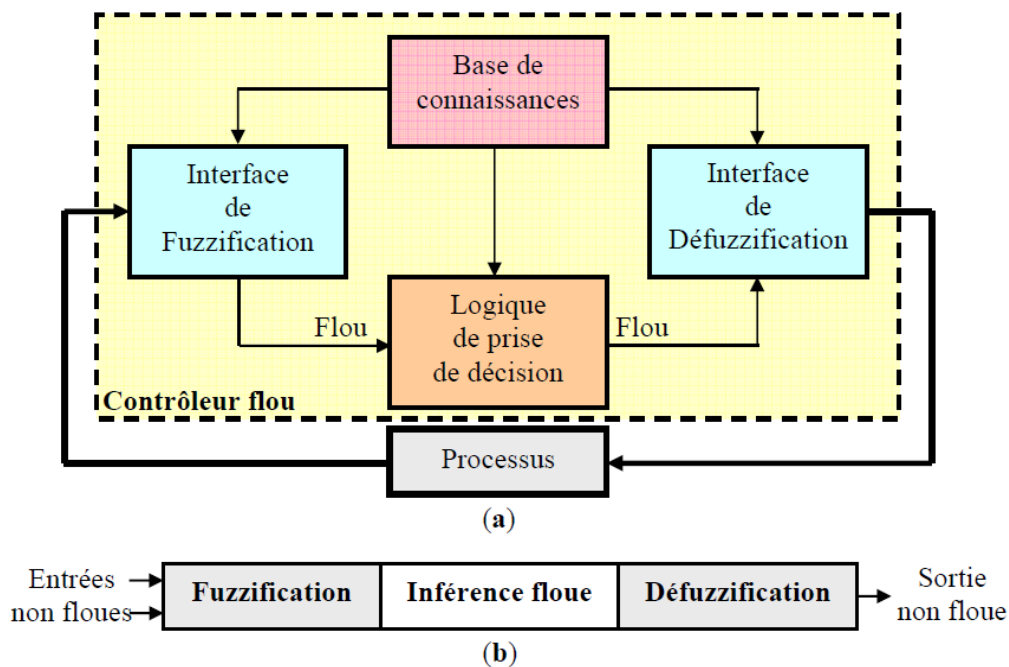 Base de
connaissances
Interface
de
Fuzzification
Interface
de
Défuzzification
Logique
de prise
de décision
Flou
Flou
Contrôleur flou
Processus
(a)
Entrées
non floues
Fuzzification
Inférence floue
Défuzzification
Sortie
non floue
(b)